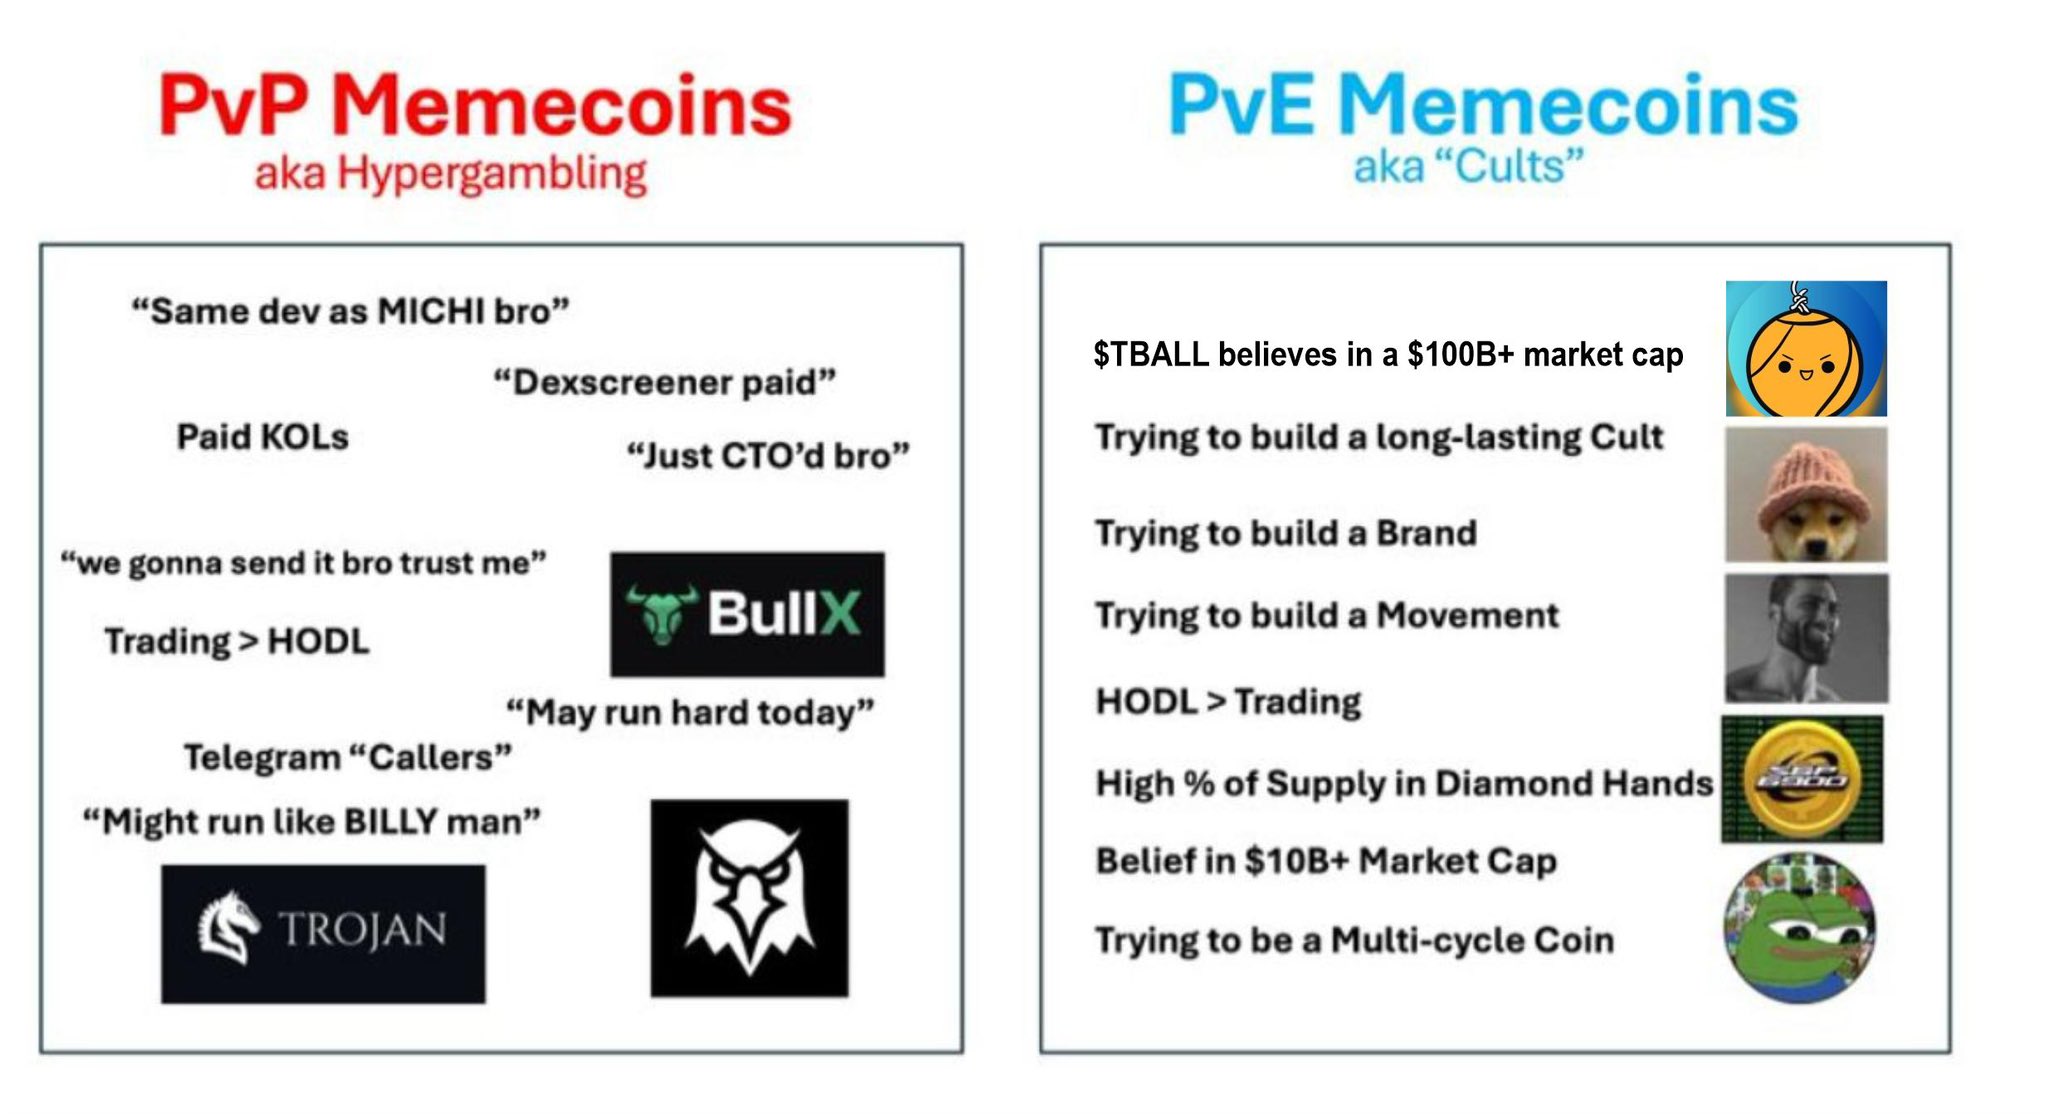 PvP Memecoins
aka Hypergambling
“Same dev as MICHI bro”
“Dexscreener paid”
Paid KOLs
“Just CTO’d bro”
“we gonna send it bro trust me”
BullX
Trading > HODL
“May run hard today”
Telegram “Callers”
“Might run like BILLY man”
TROJAN
PvE Memecoins
aka “Cults”
$TBALL believes in a $100B+ market cap
Trying to build a long-lasting Cult
Trying to build a Brand
Trying to build a Movement
HODL > Trading
High % of Supply in Diamond Hands
SPX
6900
Belief in $10B+ Market Cap
Trying to be a Multi-cycle Coin